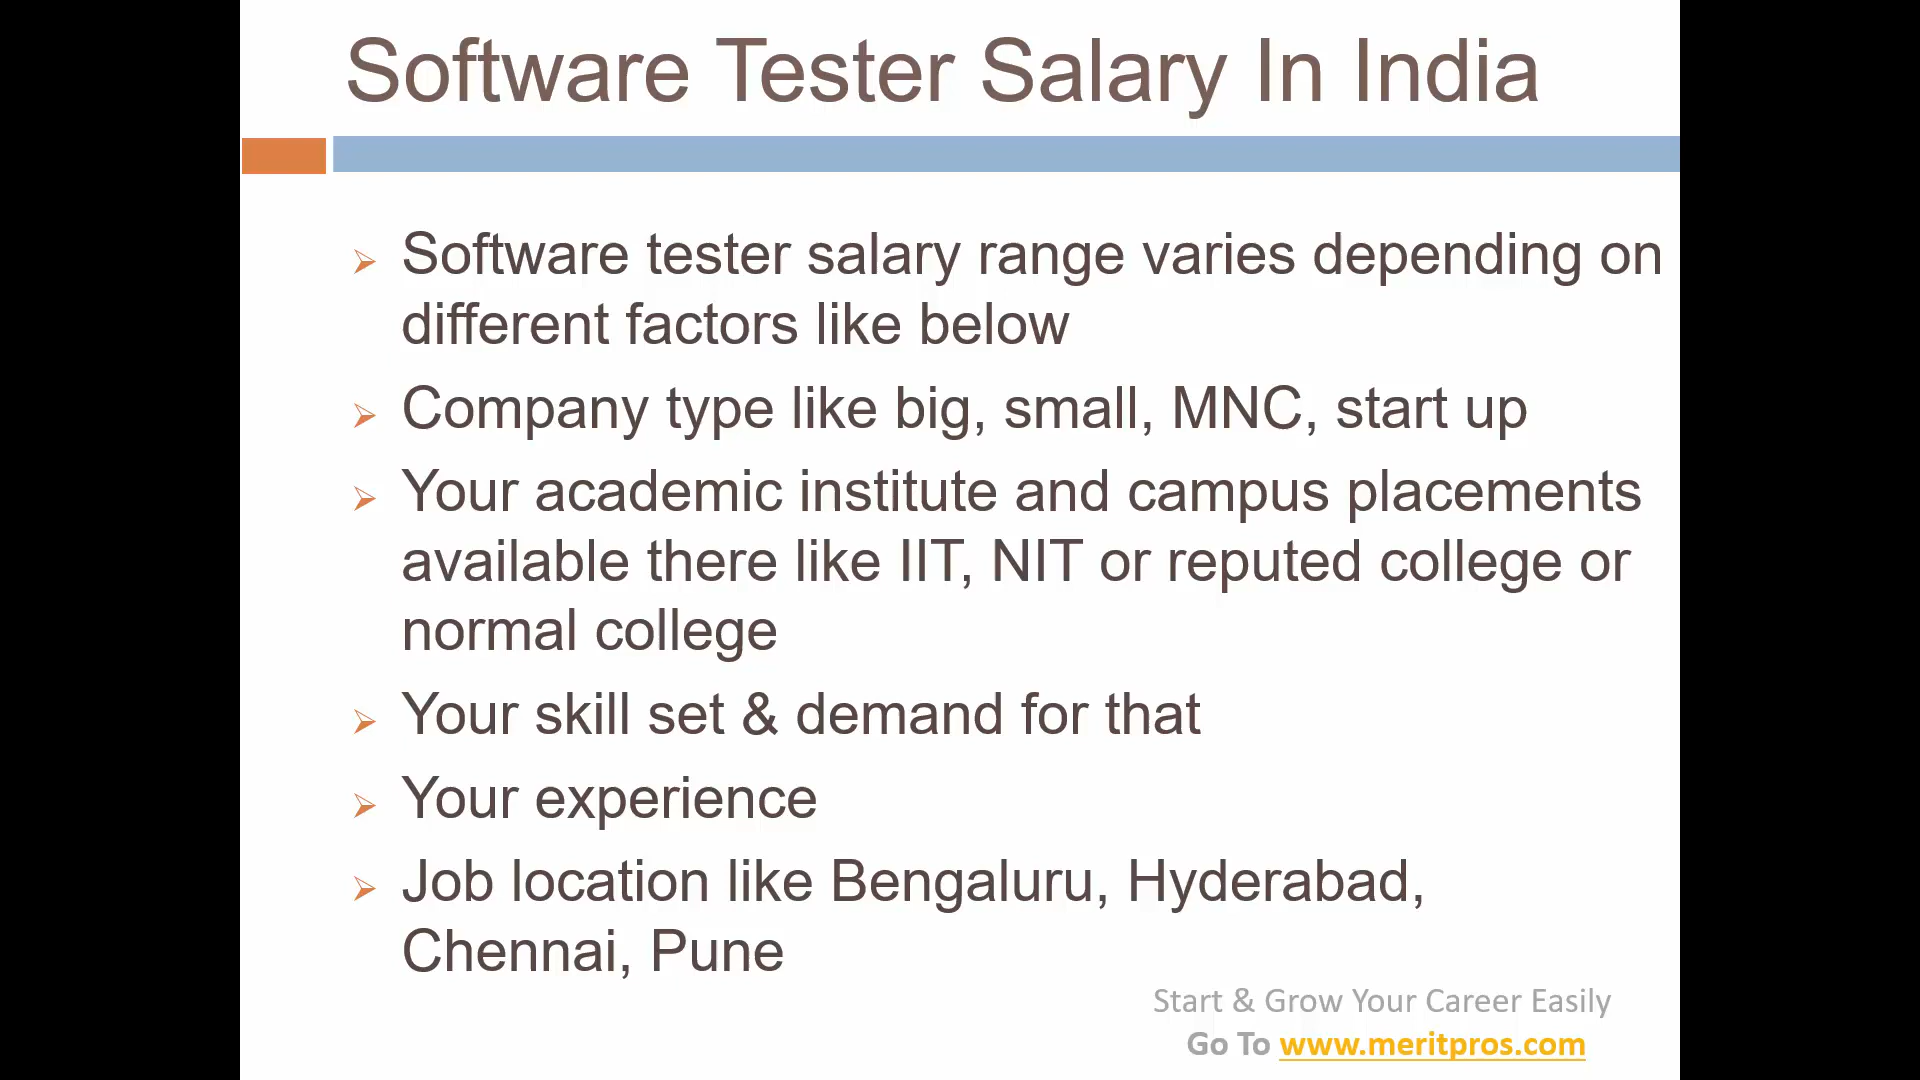 Software Tester Salary In India
Software tester salary range varies depending on
different factors like below
Company type like big, small, MNC, start up
Your academic institute and campus placements
available there like IIT, NIT or reputed college or
normal college
Your skill set & demand for that
Your experience
Job location like Bengaluru, Hyderabad,
Chennai, Pune
Start & Grow Your Career Easily
Go To www.meritpros.com